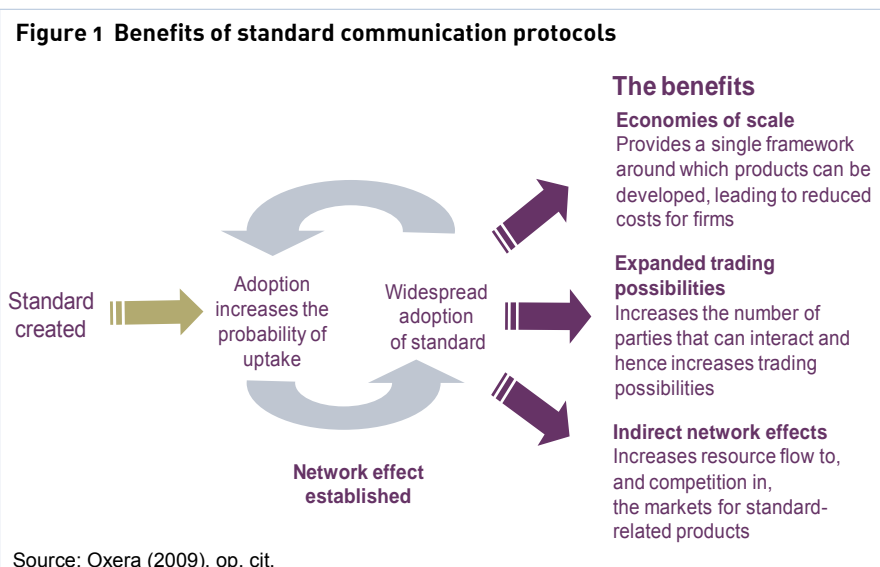 Figure 1 Benefits of standard communication protocols
Standard
created
Adoption
increases the
probability of
uptake
Widespread
adoption
of standard
Network effect
established
The benefits
Economies of scale
Provides a single framework
around which products can be
developed, leading to reduced
costs for firms
Expanded trading
possibilities
Increases the number of
parties that can interact and
hence increases trading
possibilities
Indirect network effects
Increases resource flow to,
and competition in,
the markets for standard-
related products
Source: Oxera (2009), op. cit.